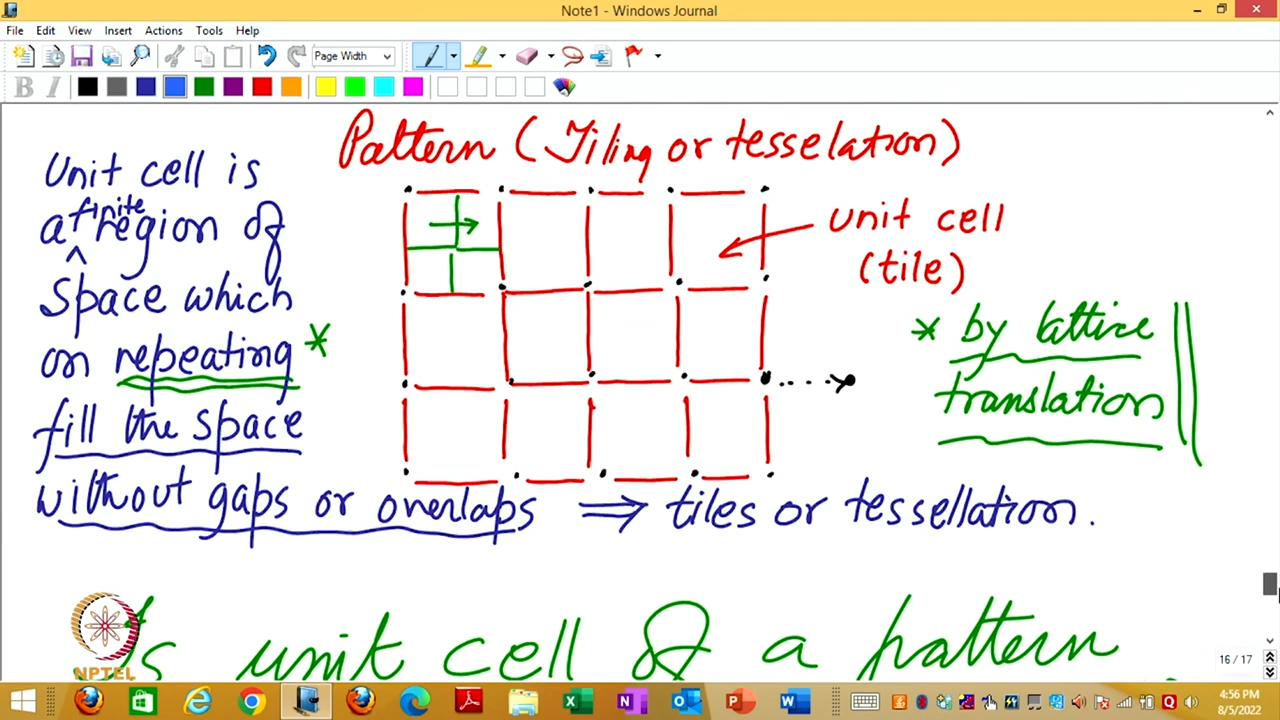 Note1 - Windows Journal
File Edit View Insert Actions Tools Help
Page Width
B I
Pattern (Tiling or tesselation)
Unit cell is
a finite region of
^
Space which
on repeating *
fill the space
without gaps or overlaps ⇒ tiles or tessellation.
unit cell
(tile)
* by lattice
translation
Is unit cell of a pattern
NPTEL
16 / 17
4:56 PM
8/5/2022